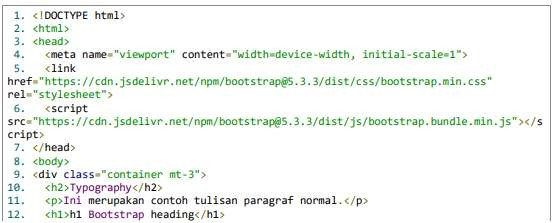 1. <!DOCTYPE html>
2. <html>
3. <head>
4. <meta name="viewport" content="width=device-width, initial-scale=1">
5. <link
href="https://cdn.jsdelivr.net/npm/bootstrap@5.3.3/dist/css/bootstrap.min.css"
rel="stylesheet">
6. <script
src="https://cdn.jsdelivr.net/npm/bootstrap@5.3.3/dist/js/bootstrap.bundle.min.js"></s
cript>
7. </head>
8. <body>
9. <div class="container mt-3">
10. <h2>Typography</h2>
11. <p>Ini merupakan contoh tulisan paragraf normal.</p>
12. <h1>h1 Bootstrap heading</h1>